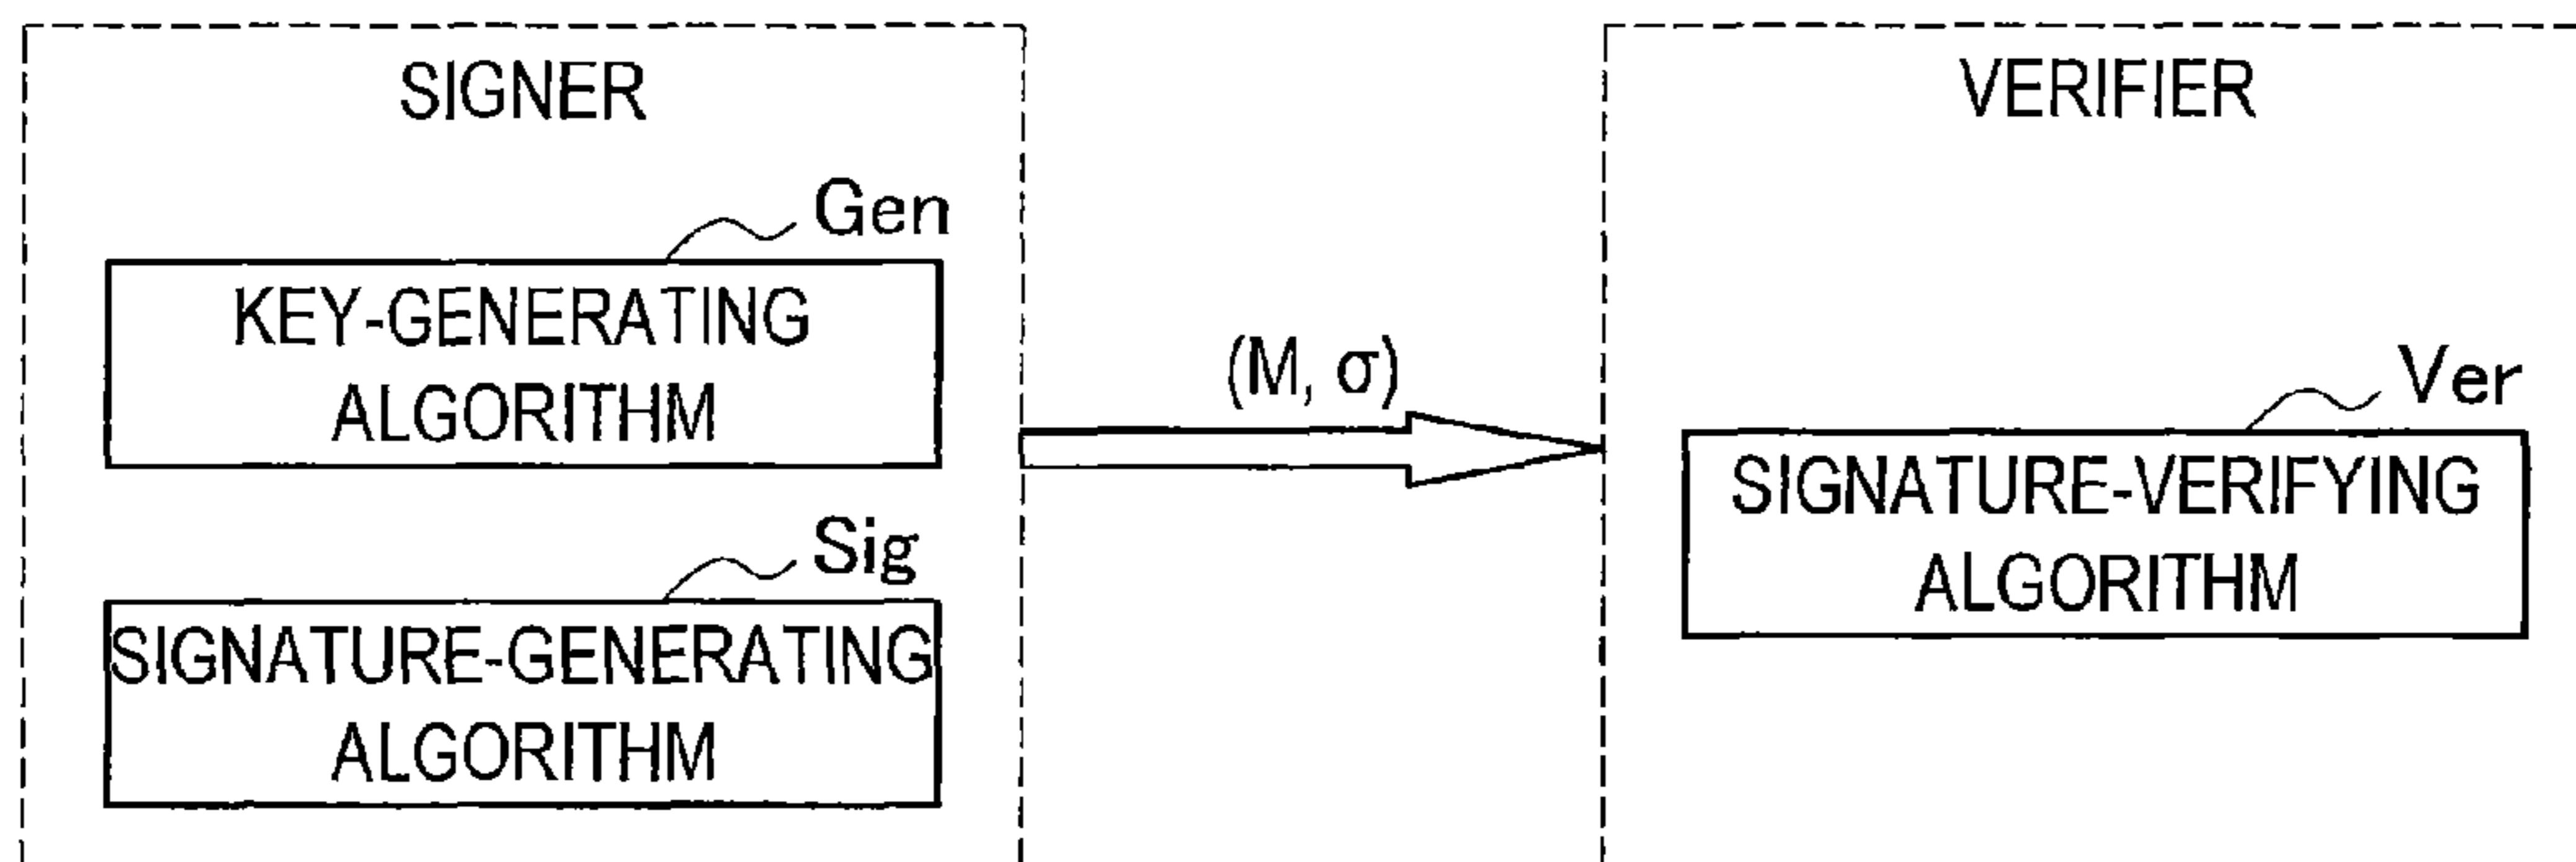 SIGNER
Gen
KEY-GENERATING
ALGORITHM
Sig
SIGNATURE-GENERATING
ALGORITHM
(M, σ)
VERIFIER
Ver
SIGNATURE-VERIFYING
ALGORITHM